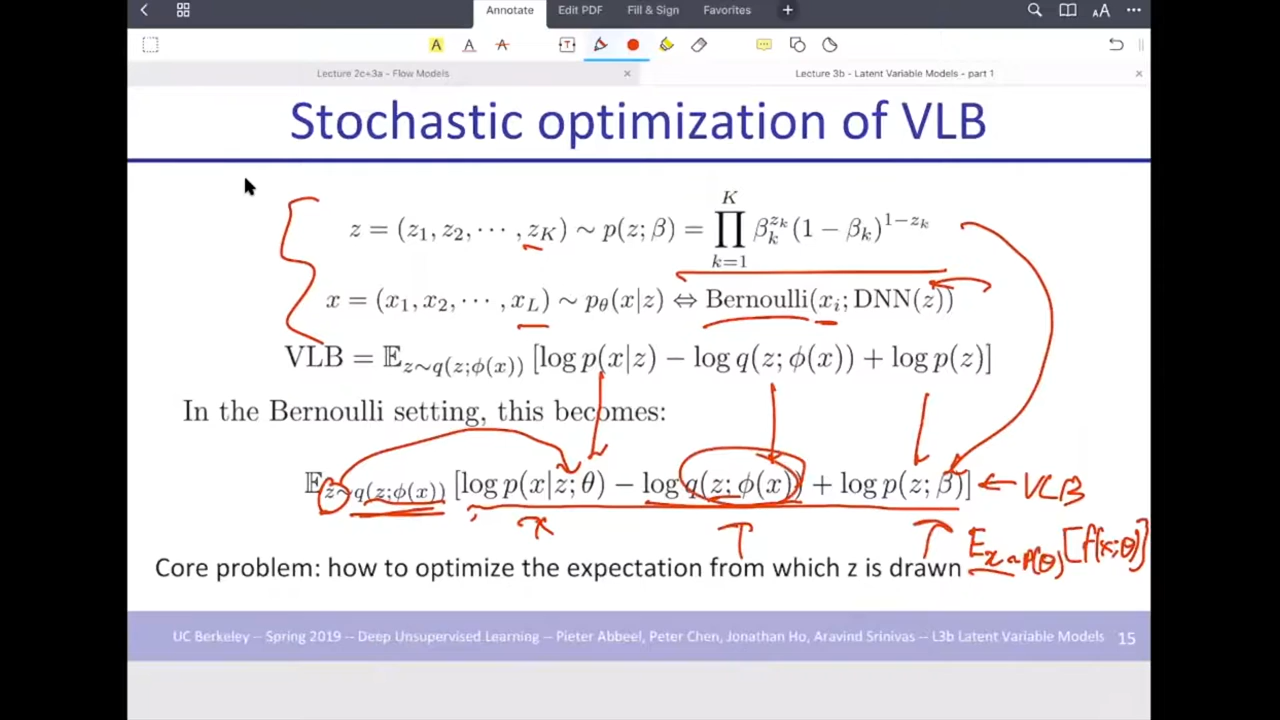 Annotate Edit PDF Fill & Sign Favorites +
Lecture 2c+3a - Flow Models × Lecture 3b - Latent Variable Models - part 1 ×
Stochastic optimization of VLB
z = (z₁, z₂, ⋯ , z_K) ∼ p(z; β) = ∏_{k=1}^{K} β_k^{z_k}(1 − β_k)^{1−z_k}
x = (x₁, x₂, ⋯ , x_L) ∼ p_θ(x|z) ⇔ Bernoulli(x_i; DNN(z))
VLB = 𝔼_{z∼q(z;ϕ(x))} [log p(x|z) − log q(z; ϕ(x)) + log p(z)]
In the Bernoulli setting, this becomes:
𝔼_{z∼q(z;ϕ(x))} [log p(x|z; θ) − log q(z; ϕ(x)) + log p(z; β)] ← VLB
E_{x∼P(θ)}[f(x;θ)]
Core problem: how to optimize the expectation from which z is drawn
UC Berkeley -- Spring 2019 -- Deep Unsupervised Learning -- Pieter Abbeel, Peter Chen, Jonathan Ho, Aravind Srinivas -- L3b Latent Variable Models 15